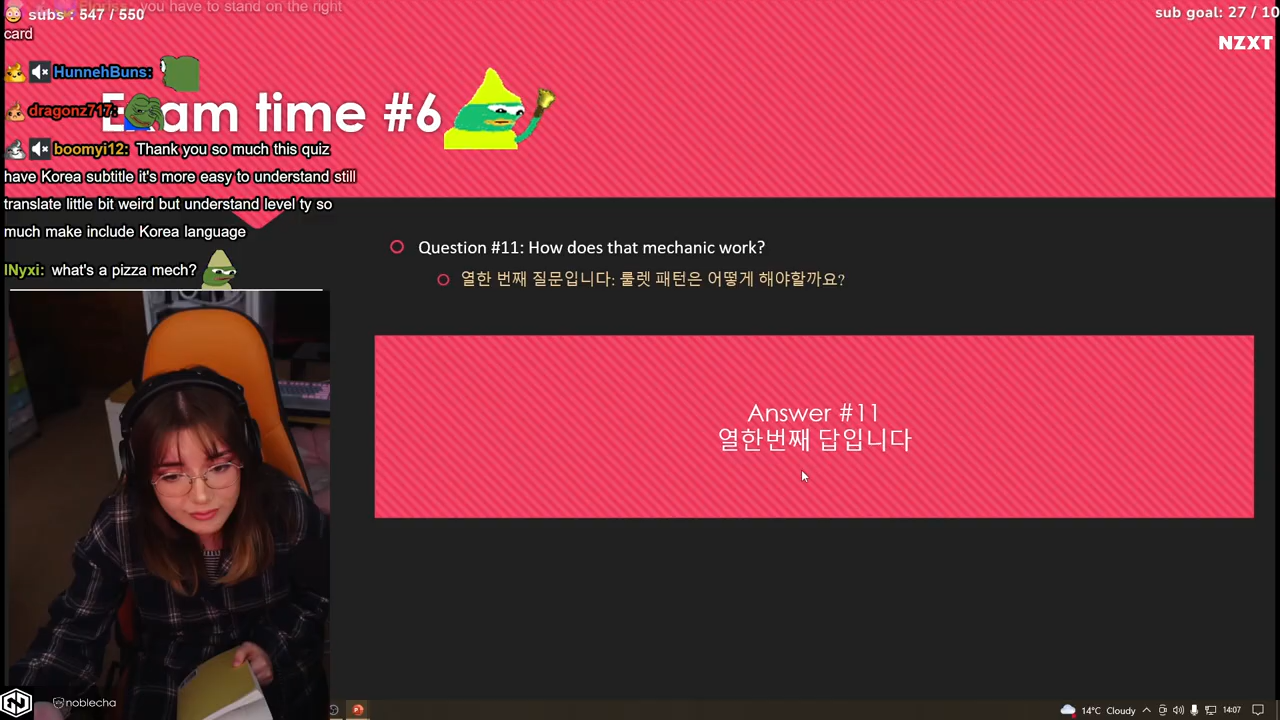 you have to stand on the right
subs : 547 / 550
card
sub goal: 27 / 10
NZXT
HunnehBuns:
dragonz717:
am time #6
boomyi12: Thank you so much this quiz
have Korea subtitle it's more easy to understand still
translate little bit weird but understand level ty so
much make include Korea language
lNyxi: what's a pizza mech?
Question #11: How does that mechanic work?
열한 번째 질문입니다: 룰렛 패턴은 어떻게 해야할까요?
Answer #11
열한번째 답입니다
noblecha
14°C Cloudy
14:07